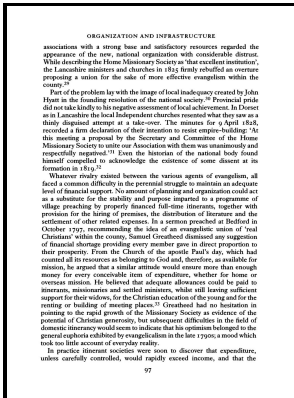 ORGANIZATION AND INFRASTRUCTURE
associations with a strong base and satisfactory resources regarded the
appearance of the new, national organization with considerable distrust.
While describing the Home Missionary Society as 'that excellent institution',
the Lancashire ministers and churches in 1825 firmly rebuffed an overture
proposing a union for the sake of more effective evangelism within the
county.²⁹
Part of the problem lay with the image of local inadequacy created by John
Hyatt in the founding resolution of the national society.³⁰ Provincial pride
did not take kindly to his negative assessment of local achievement. In Dorset
as in Lancashire the local Independent churches resented what they saw as a
thinly disguised attempt at a take-over. The minutes for 9 April 1828,
recorded a firm declaration of their intention to resist empire-building: 'At
this meeting a proposal by the Secretary and Committee of the Home
Missionary Society to unite our Association with them was unanimously and
respectfully negatived.'³¹ Even the historian of the national body found
himself compelled to acknowledge the existence of some dissent at its
formation in 1819.³²
Whatever rivalry existed between the various agents of evangelism, all
faced a common difficulty in the perennial struggle to maintain an adequate
level of financial support. No amount of planning and organization could act
as a substitute for the stability and purpose imparted to a programme of
village preaching by properly financed full-time itinerants, together with
provision for the hiring of premises, the distribution of literature and the
settlement of other related expenses. In a sermon preached at Bedford in
October 1797, recommending the idea of an evangelistic union of 'real
Christians' within the county, Samuel Greatheed dismissed any suggestion
of financial shortage providing every member gave in direct proportion to
their prosperity. From the Church of the apostle Paul's day, which had
counted all its resources as belonging to God and, therefore, as available for
mission, he argued that a similar attitude would ensure more than enough
money for every conceivable item of expenditure, whether for home or
overseas mission. He believed that adequate allowances could be paid to
itinerants, missionaries and settled ministers, whilst still leaving sufficient
support for their widows, for the Christian education of the young and for the
renting or building of meeting places.³³ Greatheed had no hesitation in
pointing to the rapid growth of the Missionary Society as evidence of the
potential of Christian generosity, but subsequent difficulties in the field of
domestic itinerancy would seem to indicate that his optimism belonged to the
general euphoria exhibited by evangelicalism in the late 1790s; a mood which
took too little account of everyday reality.
In practice itinerant societies were soon to discover that expenditure,
unless carefully controlled, would rapidly exceed income, and that the
97